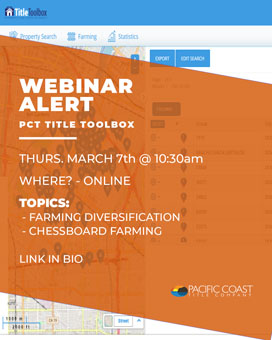 TitleToolbox
Property Search
Farming
Statistics
EXPORT
EDIT SEARCH
WEBINAR
ALERT
PCT TITLE TOOLBOX
THURS. MARCH 7th @ 10:30am
WHERE? - ONLINE
TOPICS:
- FARMING DIVERSIFICATION
- CHESSBOARD FARMING
LINK IN BIO
PACIFIC COAST
TITLE COMPANY
Street